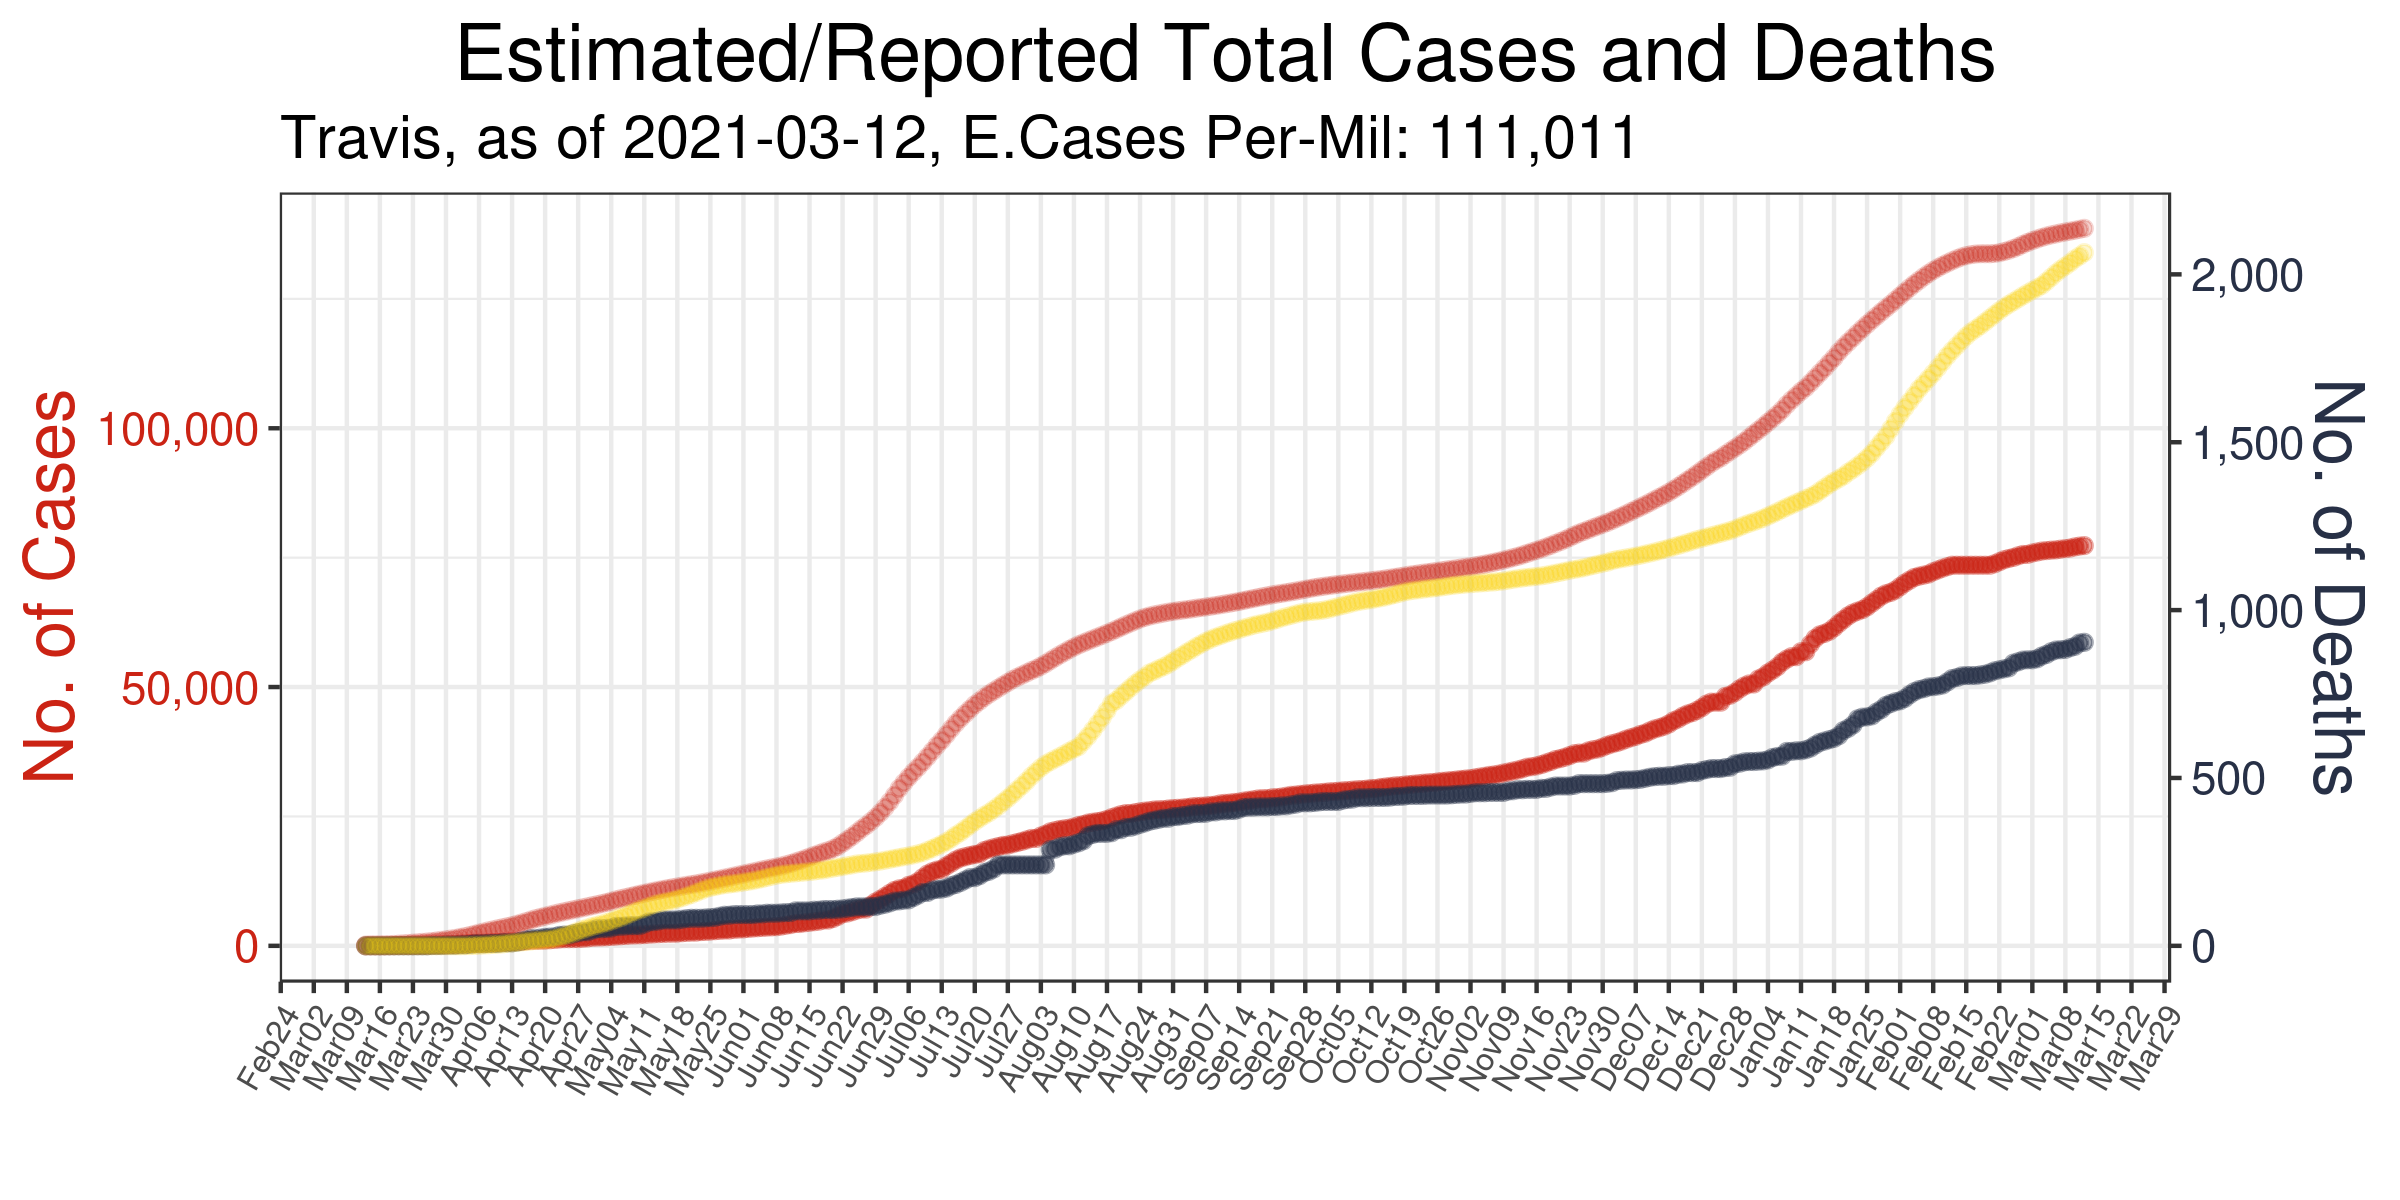 Estimated/Reported Total Cases and Deaths
Travis, as of 2021-03-12, E.Cases Per-Mil: 111,011
No. of Cases
100,000
50,000
0
2,000
1,500
1,000
500
0
No. of Deaths
Feb24
Mar02
Mar09
Mar16
Mar23
Mar30
Apr06
Apr13
Apr20
Apr27
May04
May11
May18
May25
Jun01
Jun08
Jun15
Jun22
Jun29
Jul06
Jul13
Jul20
Jul27
Aug03
Aug10
Aug17
Aug24
Aug31
Sep07
Sep14
Sep21
Sep28
Oct05
Oct12
Oct19
Oct26
Nov02
Nov09
Nov16
Nov23
Nov30
Dec07
Dec14
Dec21
Dec28
Jan04
Jan11
Jan18
Jan25
Feb01
Feb08
Feb15
Feb22
Mar01
Mar08
Mar15
Mar22
Mar29